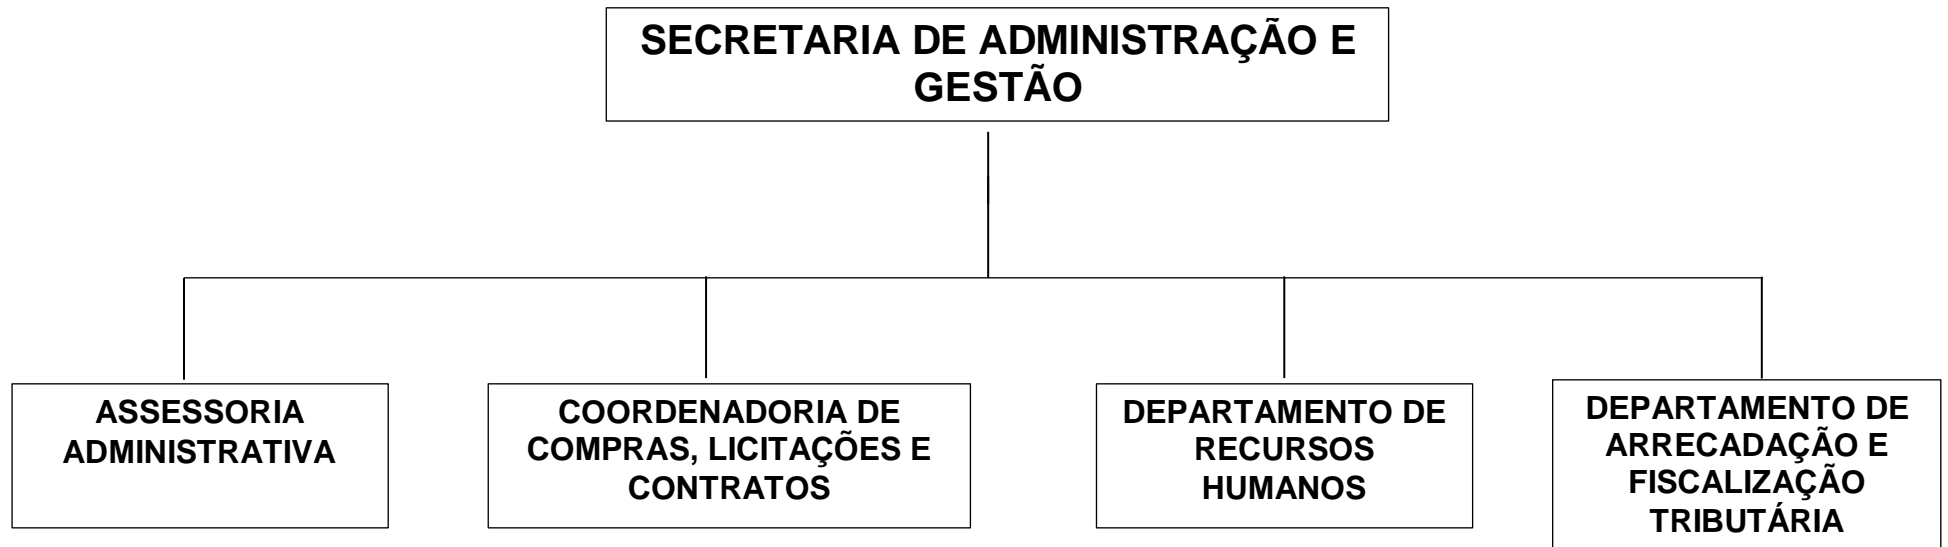 SECRETARIA DE ADMINISTRAÇÃO E
GESTÃO
ASSESSORIA
ADMINISTRATIVA
COORDENADORIA DE
COMPRAS, LICITAÇÕES E
CONTRATOS
DEPARTAMENTO DE
RECURSOS
HUMANOS
DEPARTAMENTO DE
ARRECADAÇÃO E
FISCALIZAÇÃO
TRIBUTÁRIA